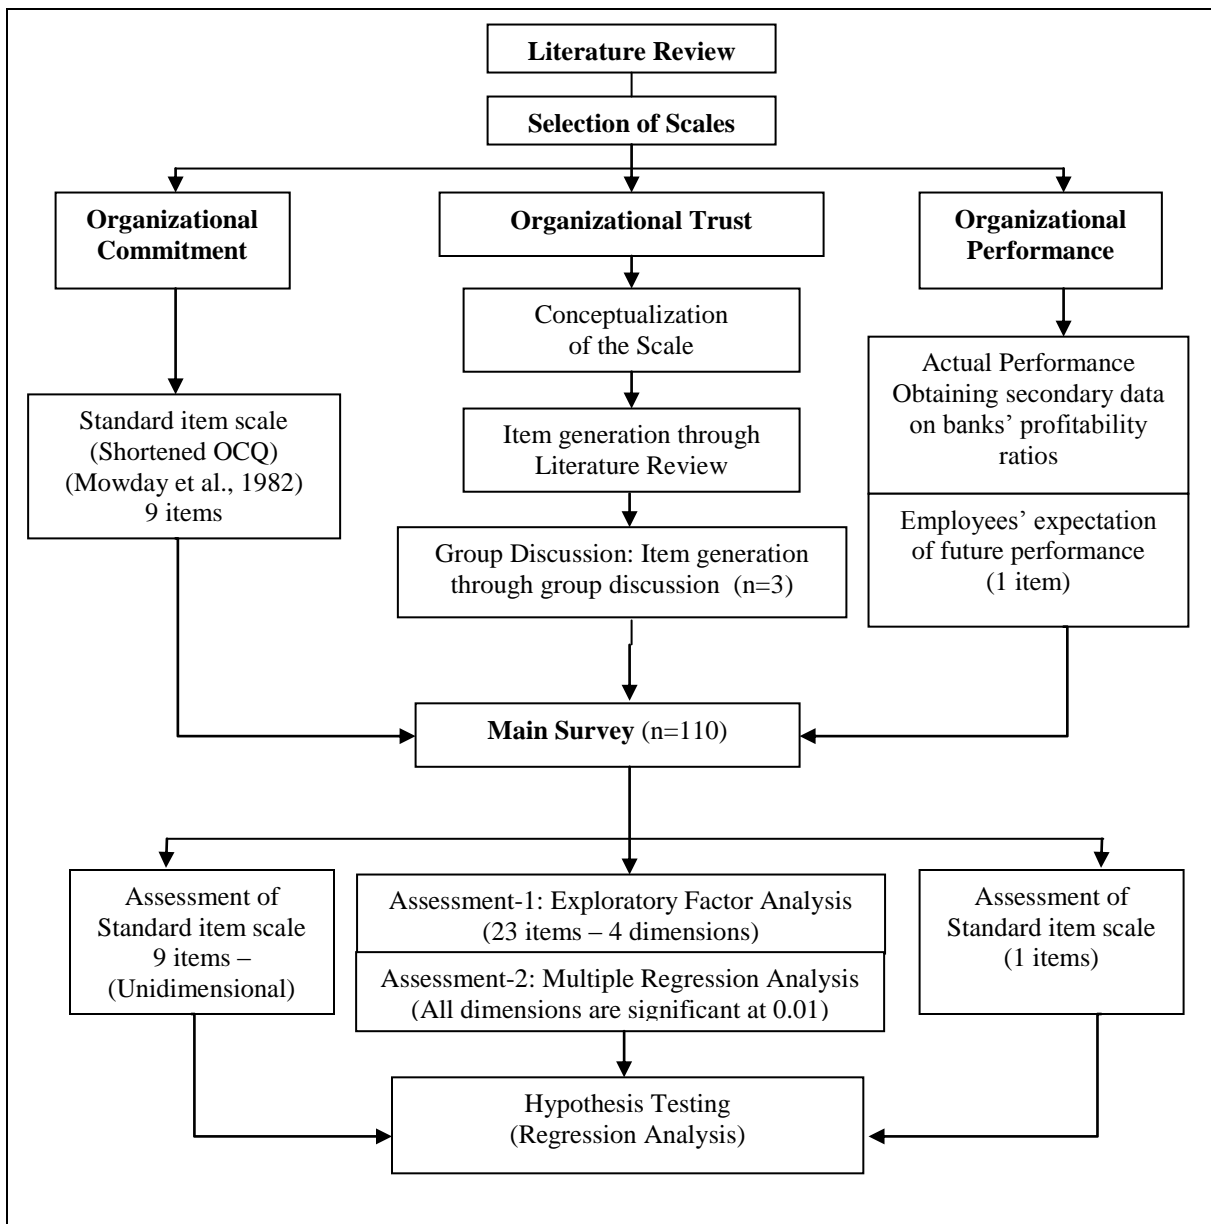 Literature Review
Selection of Scales
Organizational
Commitment
Organizational Trust
Organizational
Performance
Conceptualization
of the Scale
Actual Performance
Obtaining secondary data
on banks’ profitability
ratios
Standard item scale
(Shortened OCQ)
(Mowday et al., 1982)
9 items
Item generation through
Literature Review
Employees’ expectation
of future performance
(1 item)
Group Discussion: Item generation
through group discussion (n=3)
Main Survey (n=110)
Assessment of
Standard item scale
9 items –
(Unidimensional)
Assessment-1: Exploratory Factor Analysis
(23 items – 4 dimensions)
Assessment-2: Multiple Regression Analysis
(All dimensions are significant at 0.01)
Assessment of
Standard item scale
(1 items)
Hypothesis Testing
(Regression Analysis)